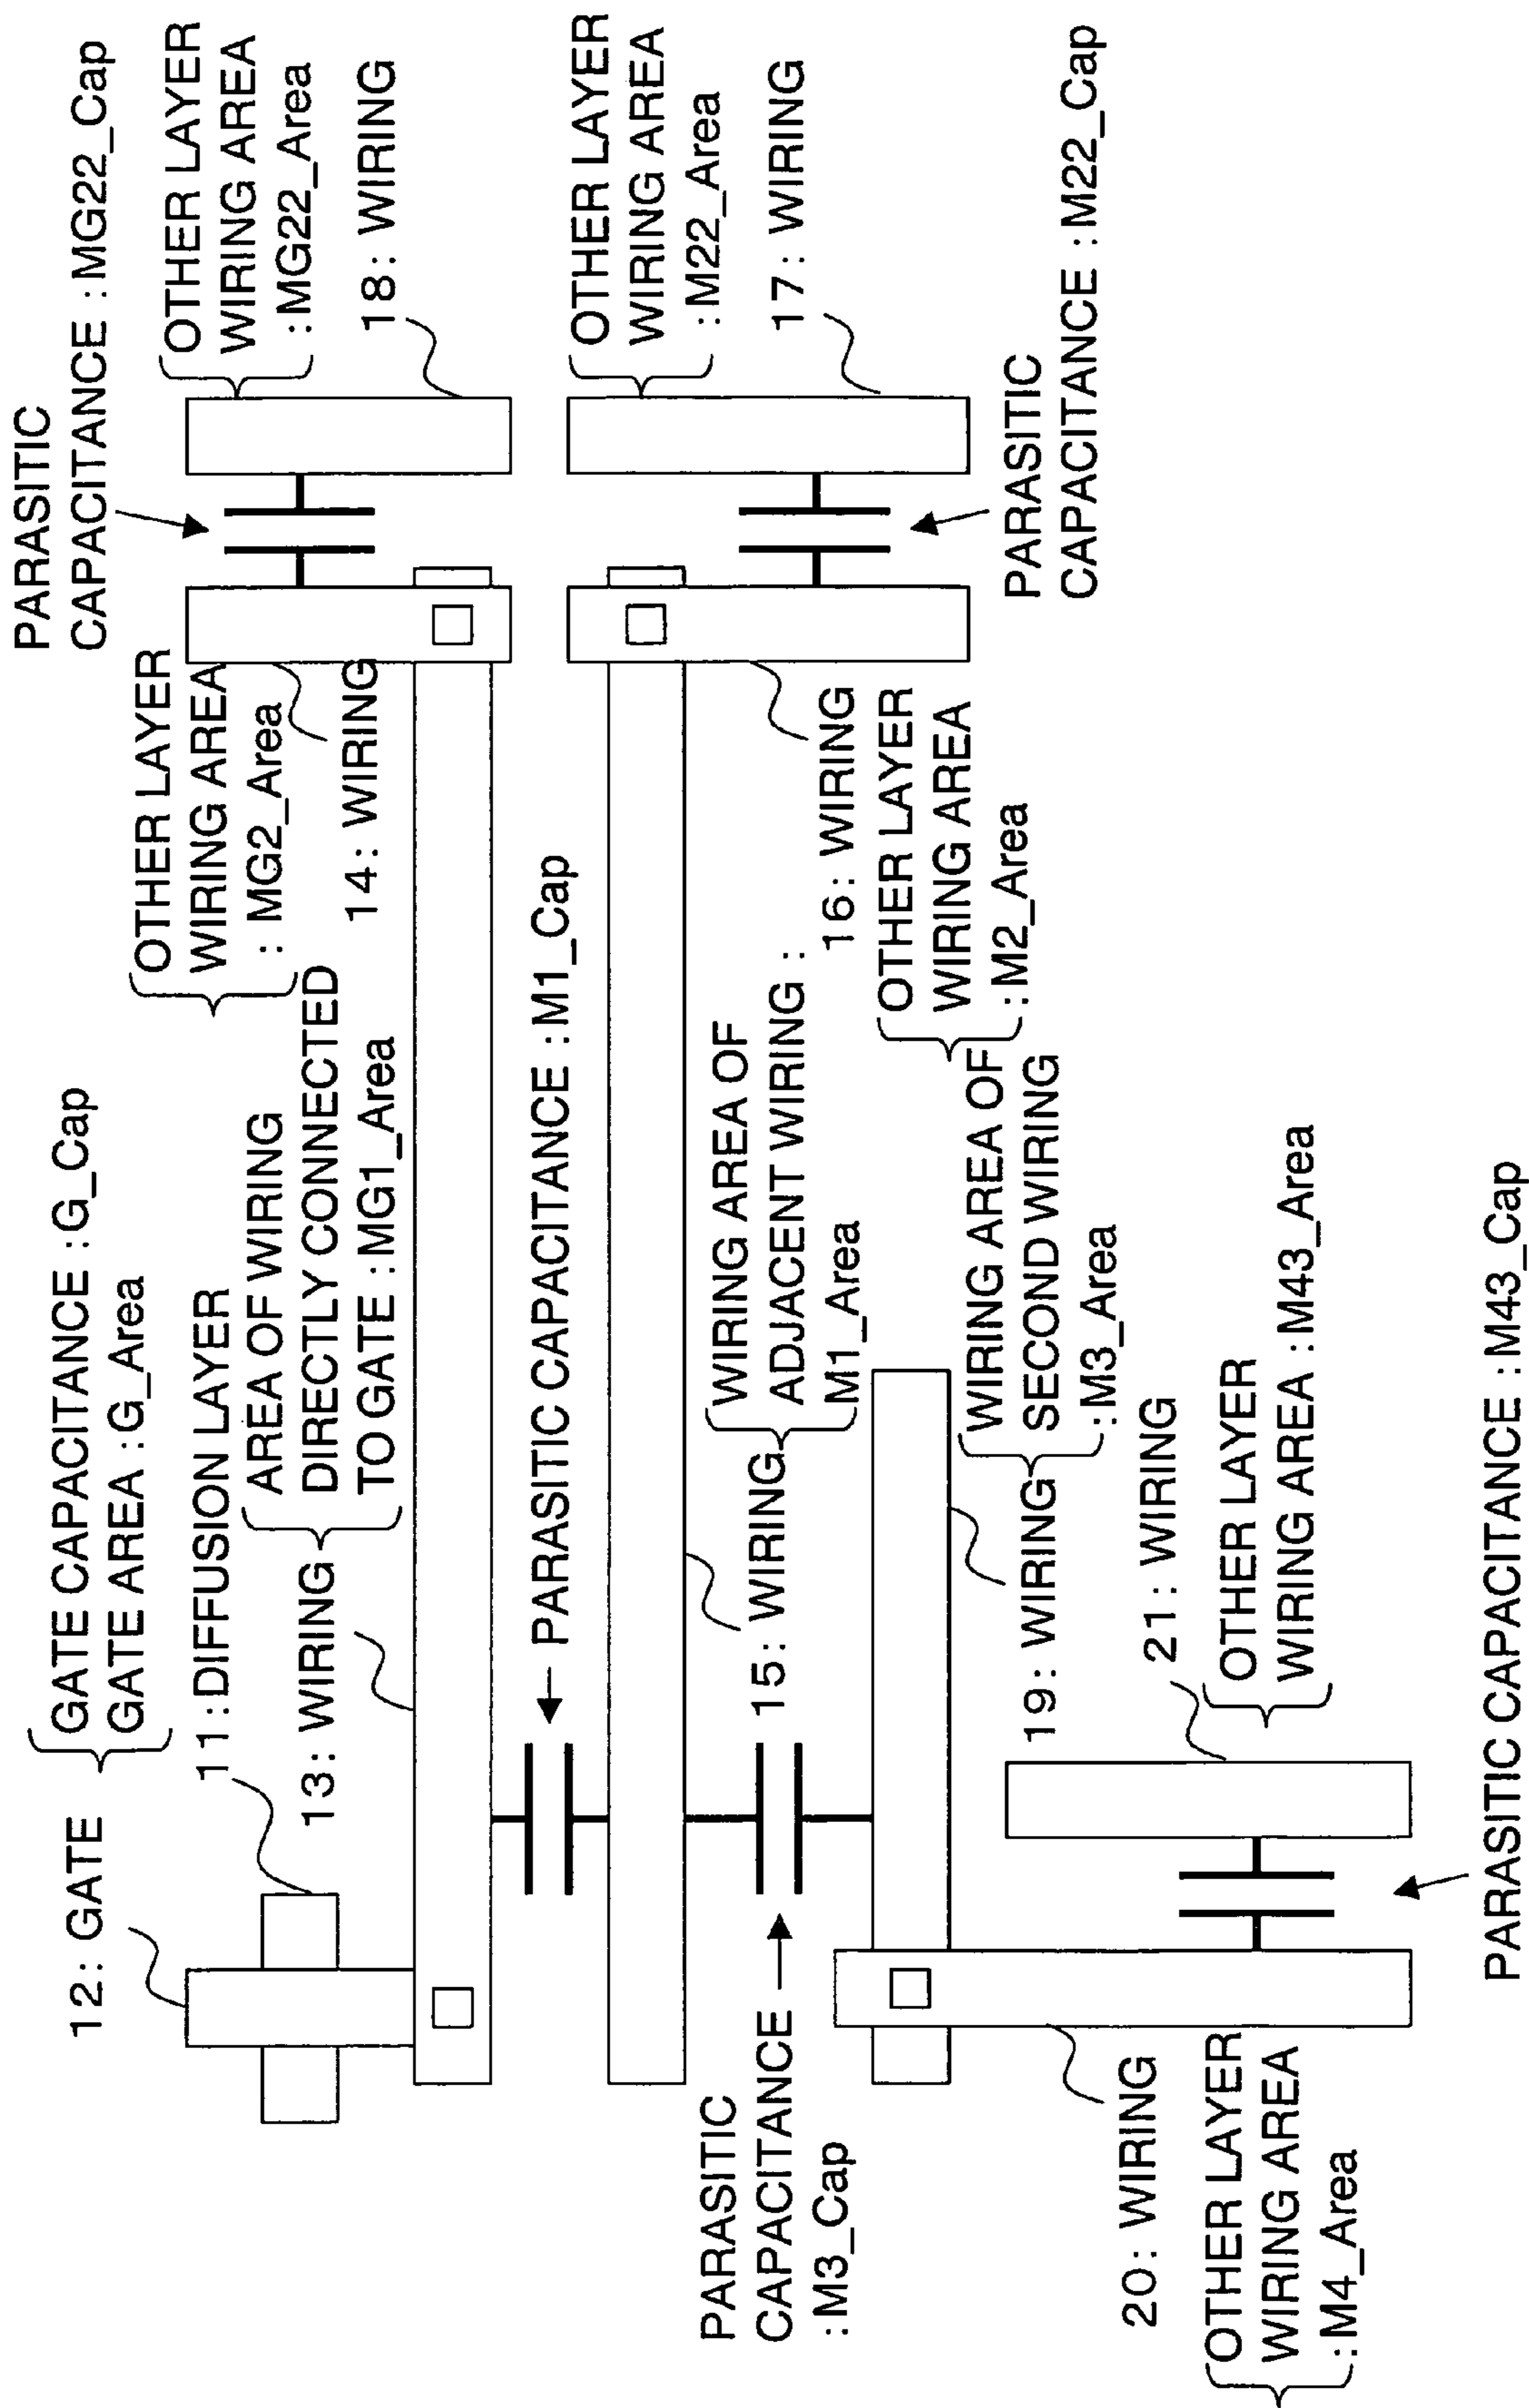 12: GATE
GATE CAPACITANCE :G_Cap
GATE AREA :G_Area
11:DIFFUSION LAYER
13: WIRING
AREA OF WIRING
DIRECTLY CONNECTED
TO GATE :MG1_Area
PARASITIC
CAPACITANCE :MG22_Cap
OTHER LAYER
WIRING AREA
: MG2_Area
14: WIRING
OTHER LAYER
WIRING AREA
:MG22_Area
18: WIRING
PARASITIC CAPACITANCE :M1_Cap
15: WIRING
WIRING AREA OF
ADJACENT WIRING :
M1_Area
16: WIRING
OTHER LAYER
WIRING AREA
:M2_Area
OTHER LAYER
WIRING AREA
:M22_Area
17: WIRING
PARASITIC
CAPACITANCE :M22_Cap
PARASITIC
CAPACITANCE
:M3_Cap
19: WIRING
WIRING AREA OF
SECOND WIRING
:M3_Area
20: WIRING
OTHER LAYER
WIRING AREA
:M4_Area
21: WIRING
OTHER LAYER
WIRING AREA :M43_Area
PARASITIC CAPACITANCE :M43_Cap